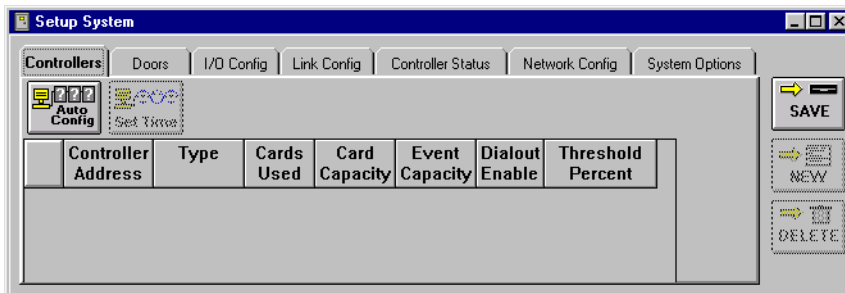 Setup System
Controllers Doors I/O Config Link Config Controller Status Network Config System Options
???
Auto
Config
Set Time
SAVE
NEW
DELETE
Controller Address Type Cards Used Card Capacity Event Capacity Dialout Enable Threshold Percent